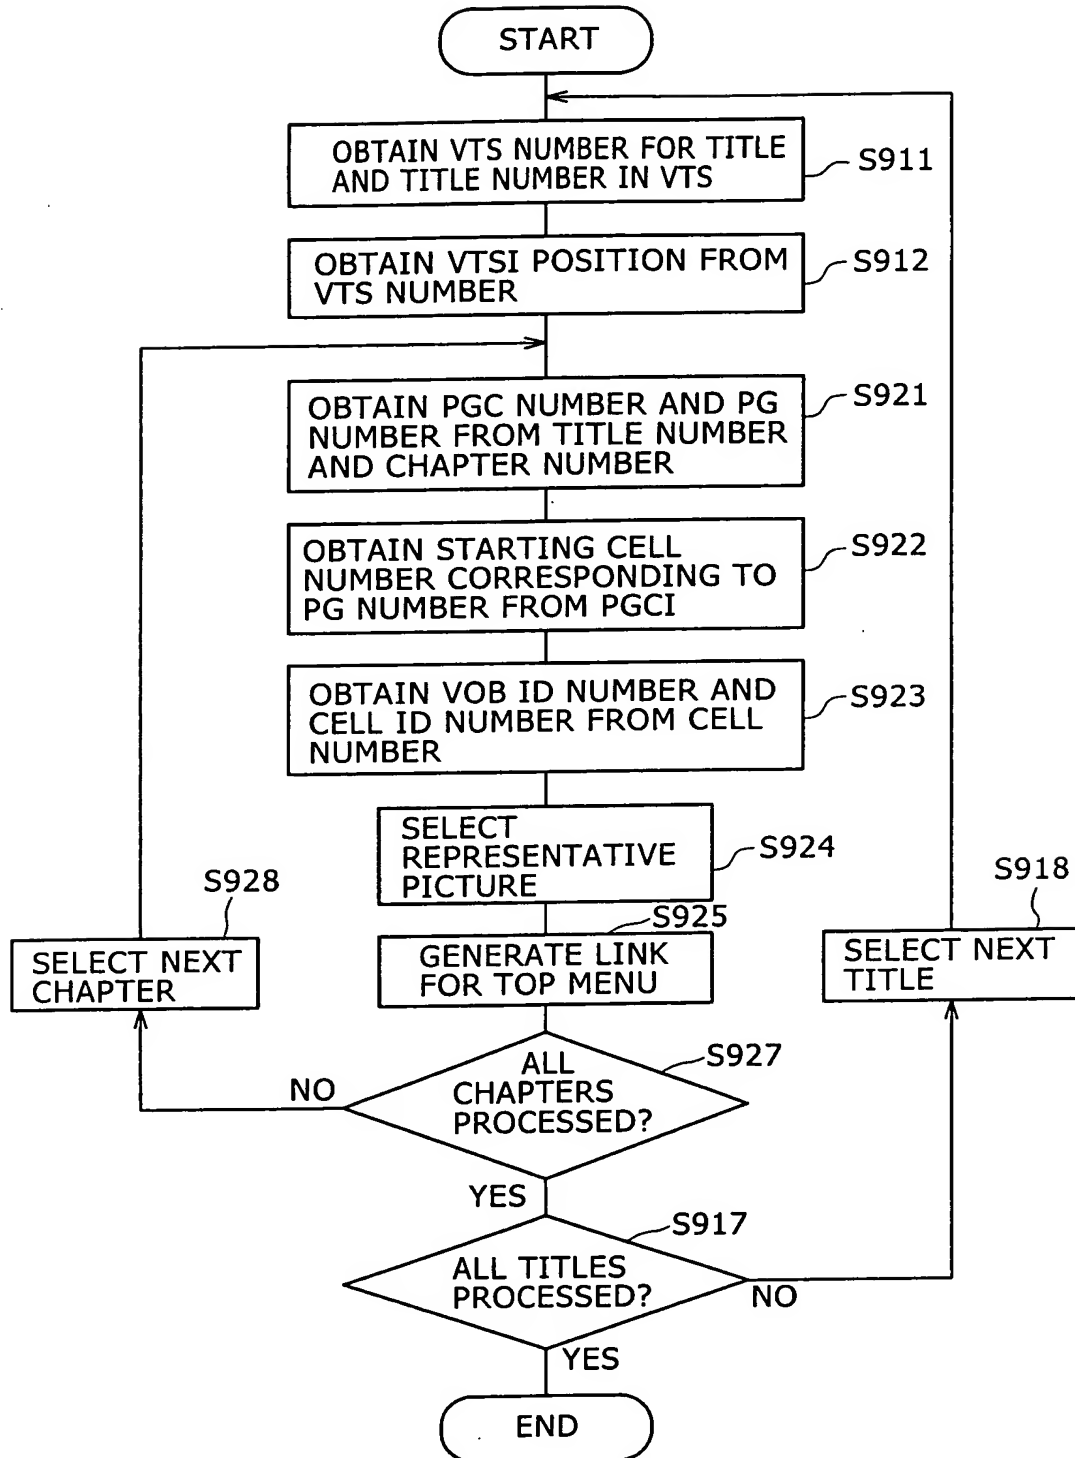 START
OBTAIN VTS NUMBER FOR TITLE
AND TITLE NUMBER IN VTS
S911
OBTAIN VTSI POSITION FROM
VTS NUMBER
S912
OBTAIN PGC NUMBER AND PG
NUMBER FROM TITLE NUMBER
AND CHAPTER NUMBER
S921
OBTAIN STARTING CELL
NUMBER CORRESPONDING TO
PG NUMBER FROM PGCI
S922
OBTAIN VOB ID NUMBER AND
CELL ID NUMBER FROM CELL
NUMBER
S923
SELECT
REPRESENTATIVE
PICTURE
S924
S925
GENERATE LINK
FOR TOP MENU
S928
SELECT NEXT
CHAPTER
S918
SELECT NEXT
TITLE
ALL
CHAPTERS
PROCESSED?
S927
NO
YES
S917
ALL TITLES
PROCESSED?
NO
YES
END